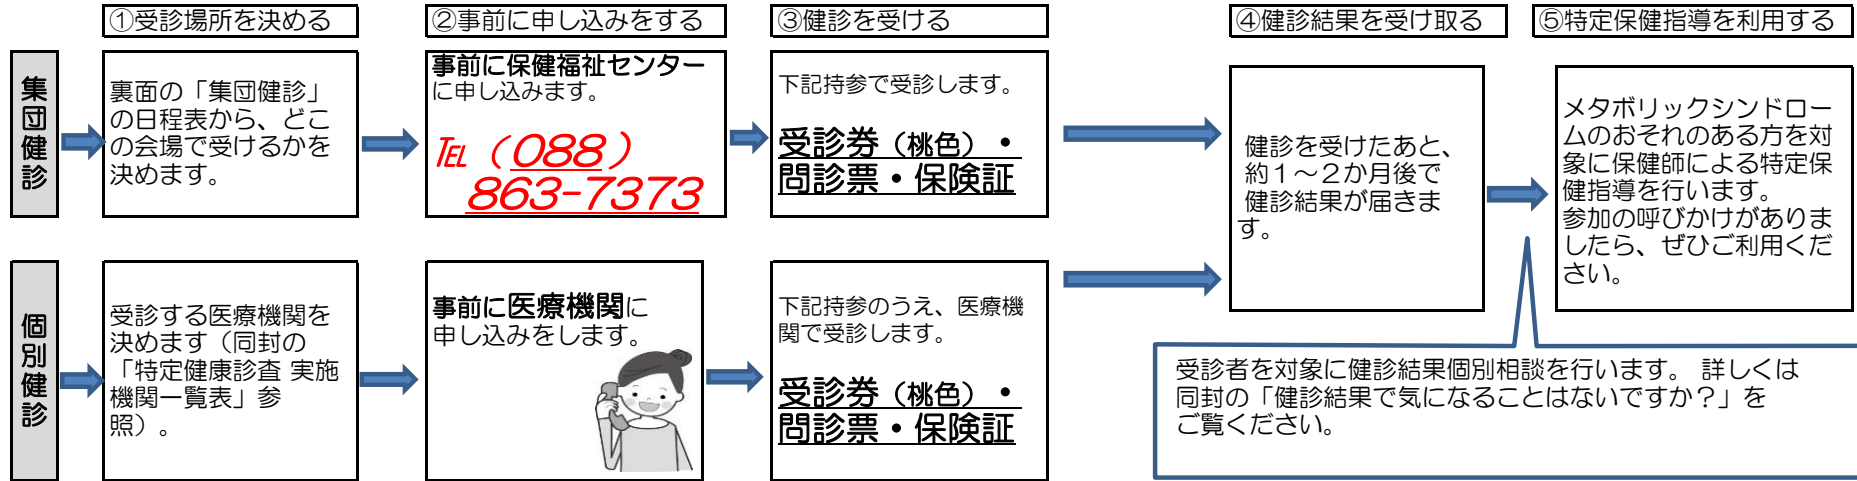 ①受診場所を決める
②事前に申し込みをする
③健診を受ける
④健診結果を受け取る
⑤特定保健指導を利用する
集団健診
裏面の「集団健診」
の日程表から、どこ
の会場で受けるかを
決めます。
事前に保健福祉センター
に申し込みます。
℡（088）
863-7373
下記持参で受診します。
受診券（桃色）・
問診票・保険証
健診を受けたあと、
約１～２か月後で
健診結果が届きま
す。
メタボリックシンドロー
ムのおそれのある方を対
象に保健師による特定保
健指導を行います。
参加の呼びかけがありま
したら、ぜひご利用くだ
さい。
個別健診
受診する医療機関を
決めます（同封の
「特定健康診査 実施
機関一覧表」参
照）。
事前に医療機関に
申し込みをします。
下記持参のうえ、医療機
関で受診します。
受診券（桃色）・
問診票・保険証
受診者を対象に健診結果個別相談を行います。 詳しくは
同封の「健診結果で気になることはないですか？」を
ご覧ください。